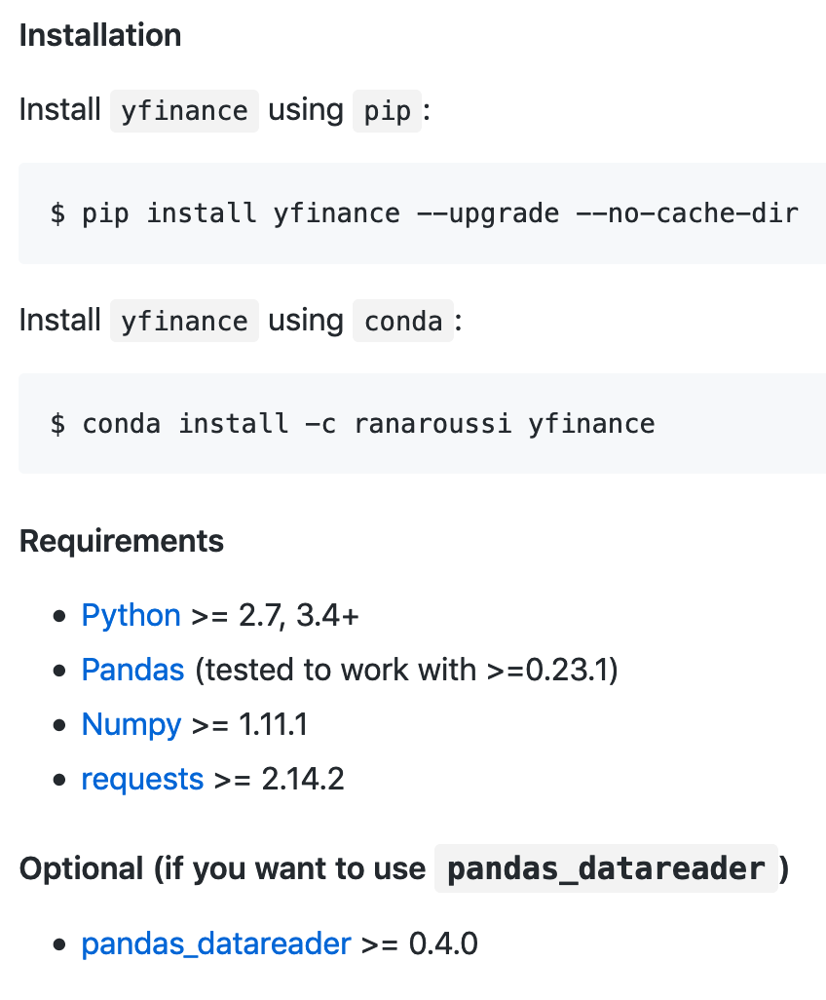 Installation
Install yfinance using pip:
$ pip install yfinance --upgrade --no-cache-dir
Install yfinance using conda:
$ conda install -c ranaroussi yfinance
Requirements
• Python >= 2.7, 3.4+
• Pandas (tested to work with >=0.23.1)
• Numpy >= 1.11.1
• requests >= 2.14.2
Optional (if you want to use pandas_datareader )
• pandas_datareader >= 0.4.0